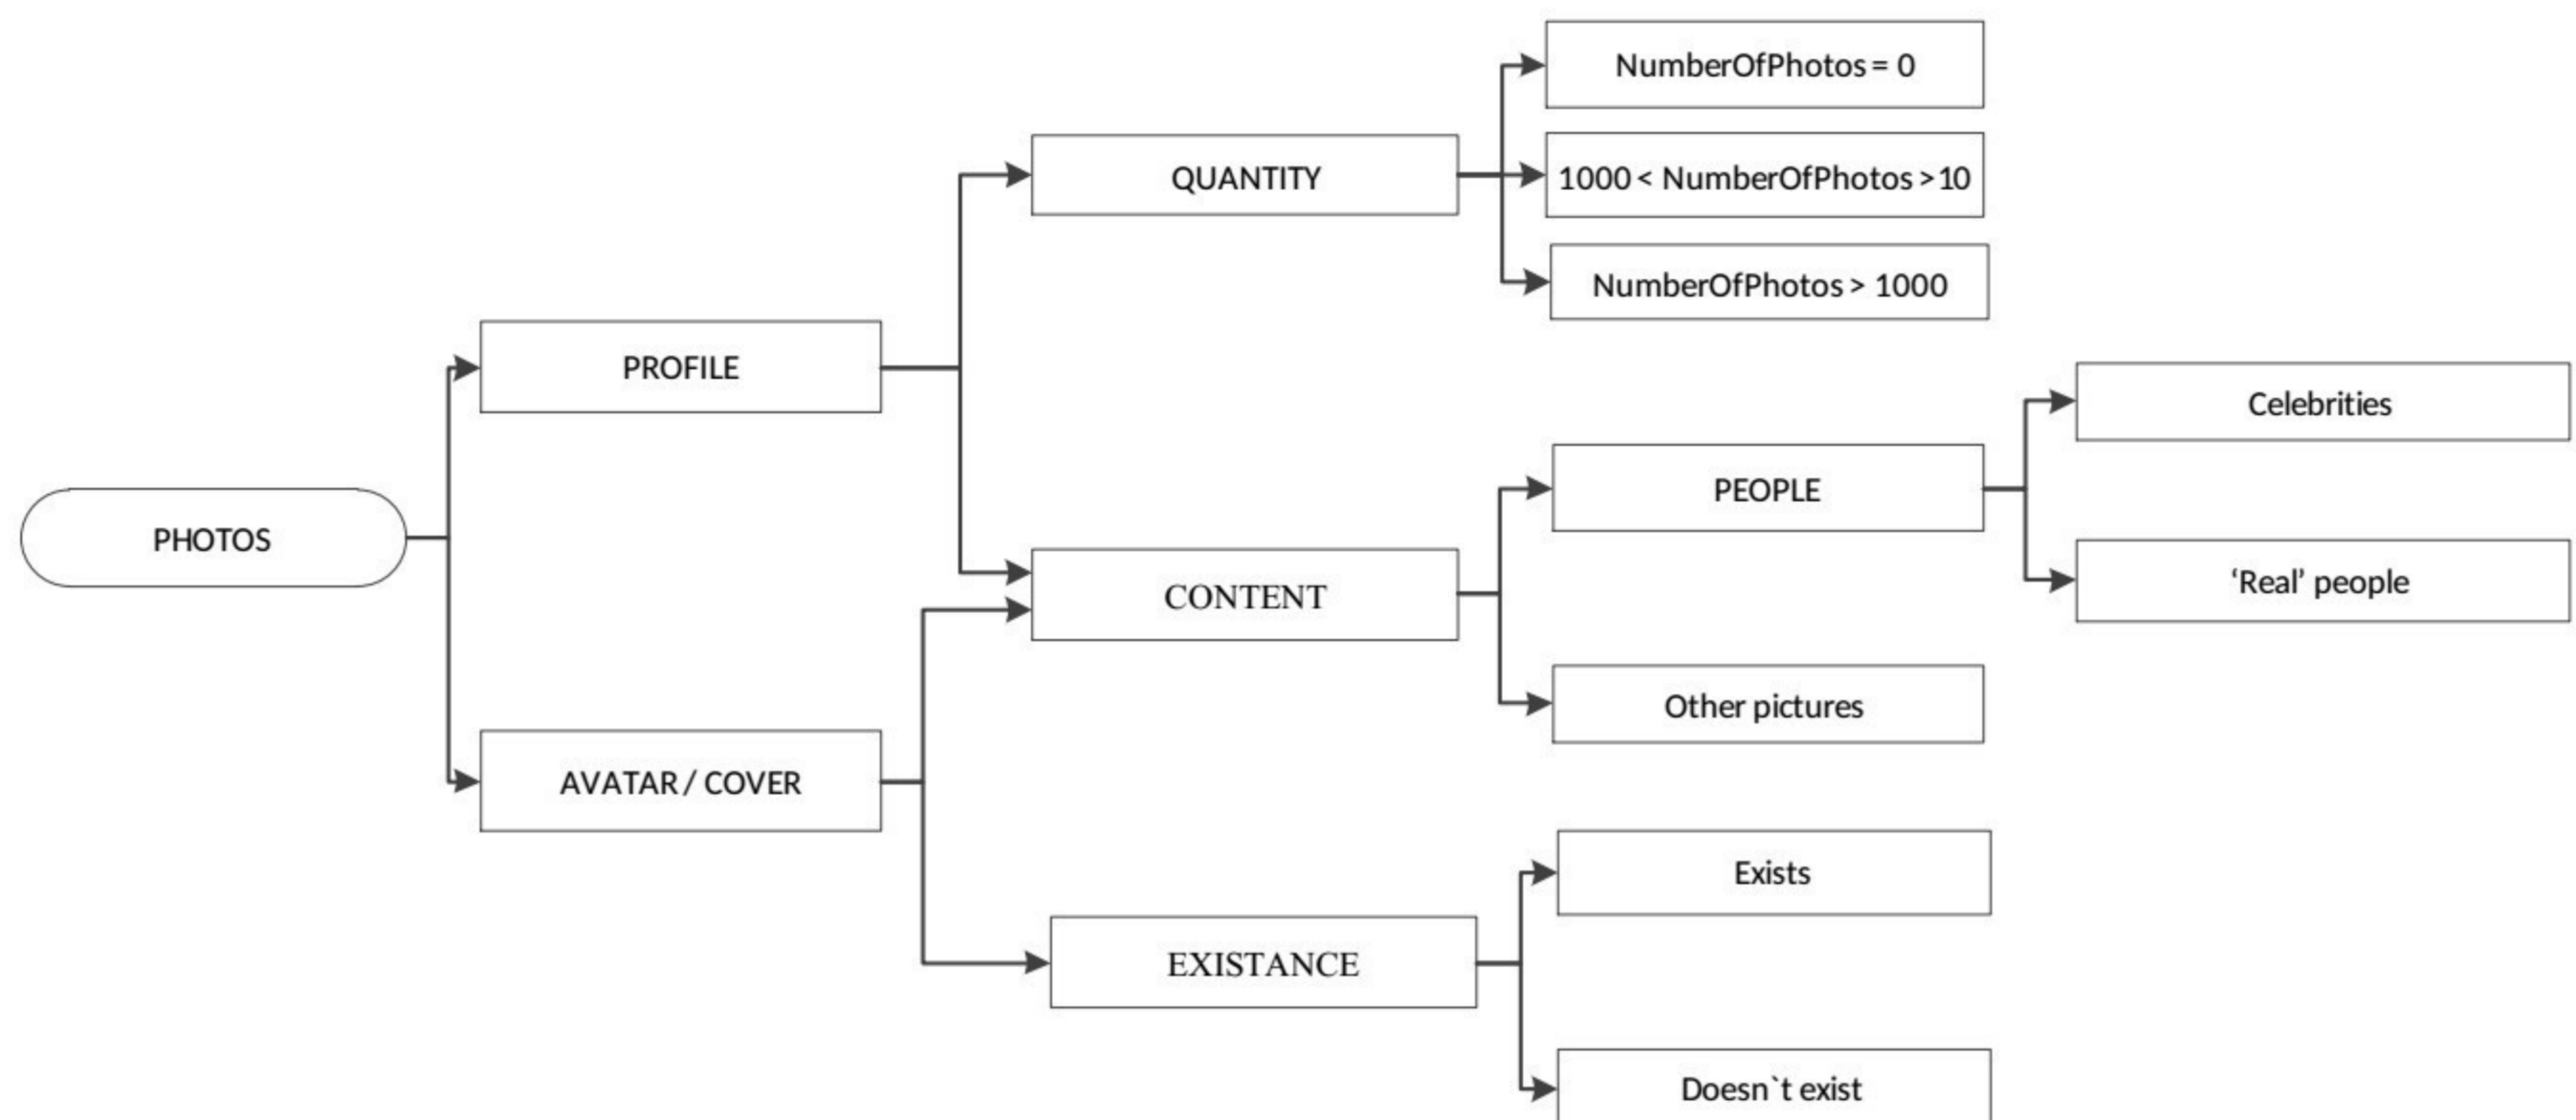 NumberOfPhotos = 0
QUANTITY
1000 < NumberOfPhotos >10
NumberOfPhotos > 1000
PROFILE
Celebrities
PEOPLE
PHOTOS
‘Real’ people
CONTENT
Other pictures
AVATAR / COVER
Exists
EXISTANCE
Doesn`t exist